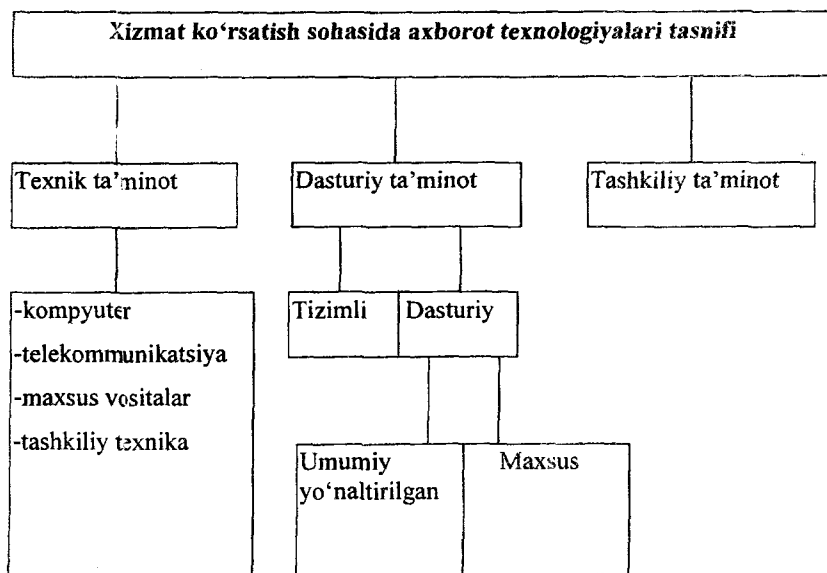 Xizmat ko‘rsatish sohasida axborot texnologiyalari tasnifi
Texnik ta’minot
Dasturiy ta’minot
Tashkiliy ta’minot
-kompyuter
-telekommunikatsiya
-maxsus vositalar
-tashkiliy texnika
Tizimli
Dasturiy
Umumiy
yo‘naltirilgan
Maxsus